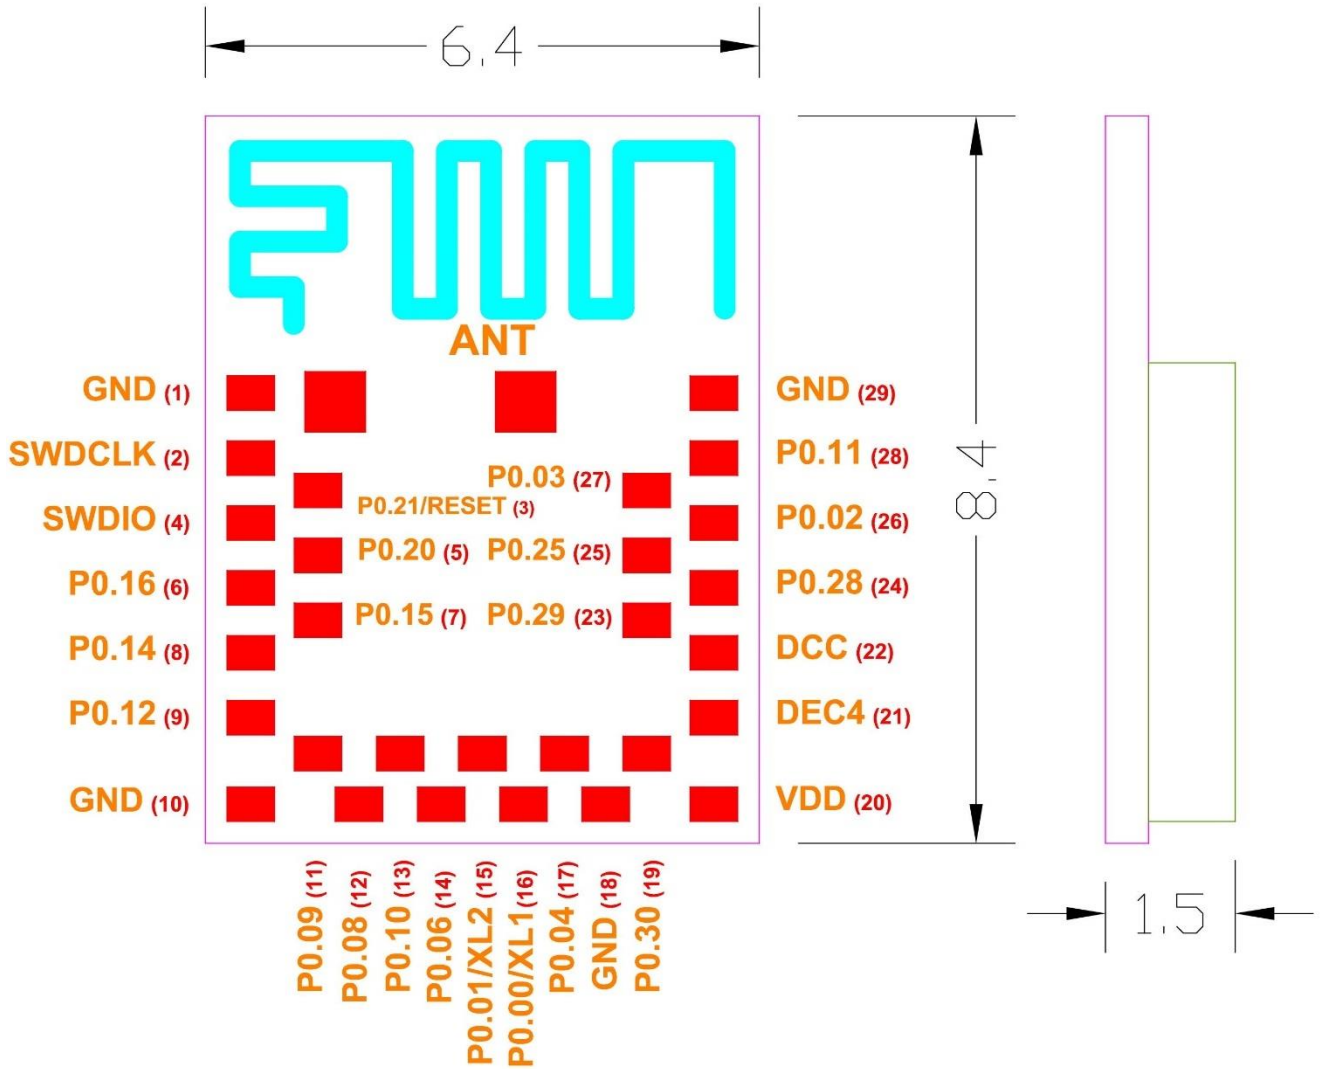 6.4
ANT
GND (1)
GND (29)
SWDCLK (2)
P0.11 (28)
P0.03 (27)
P0.21/RESET (3)
8.4
SWDIO (4)
P0.02 (26)
P0.20 (5)
P0.25 (25)
P0.16 (6)
P0.28 (24)
P0.15 (7)
P0.29 (23)
P0.14 (8)
DCC (22)
P0.12 (9)
DEC4 (21)
GND (10)
VDD (20)
P0.09 (11)
P0.08 (12)
P0.10 (13)
P0.06 (14)
P0.01/XL2 (15)
P0.00/XL1 (16)
P0.04 (17)
GND (18)
P0.30 (19)
1.5